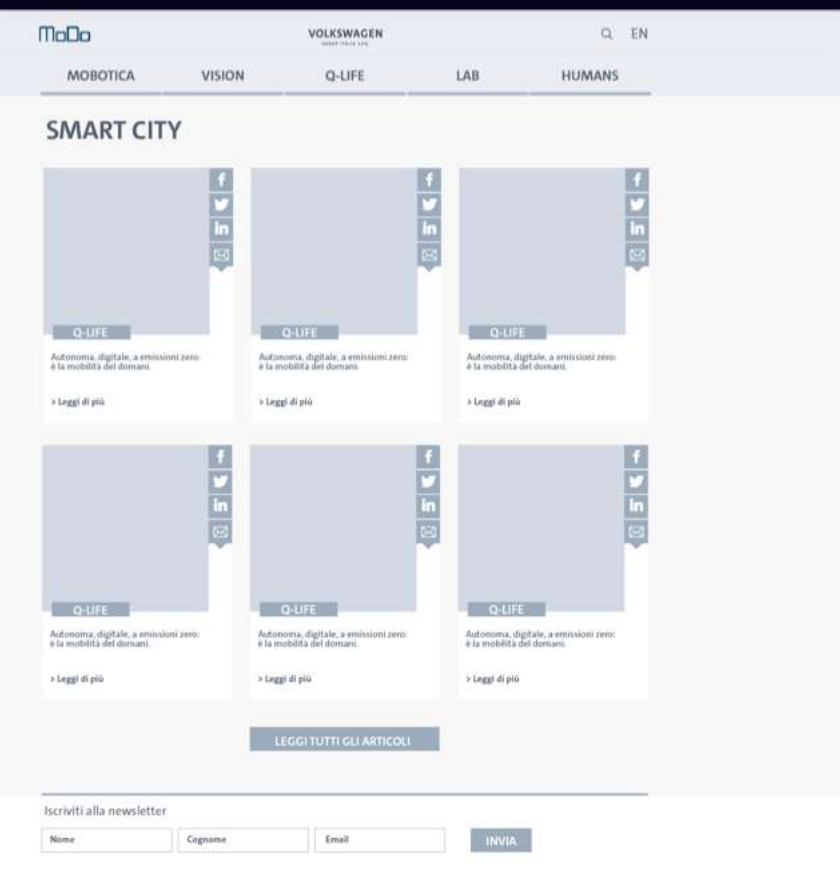 MoDo
VOLKSWAGEN
GROUP ITALIA S.P.A.
EN
MOBOTICA
VISION
Q-LIFE
LAB
HUMANS
SMART CITY
Q-LIFE
Autonoma, digitale, a emissioni zero:
è la mobilità del domani.
> Leggi di più
Q-LIFE
Autonoma, digitale, a emissioni zero:
è la mobilità del domani.
> Leggi di più
Q-LIFE
Autonoma, digitale, a emissioni zero:
è la mobilità del domani.
> Leggi di più
Q-LIFE
Autonoma, digitale, a emissioni zero:
è la mobilità del domani.
> Leggi di più
Q-LIFE
Autonoma, digitale, a emissioni zero:
è la mobilità del domani.
> Leggi di più
Q-LIFE
Autonoma, digitale, a emissioni zero:
è la mobilità del domani.
> Leggi di più
LEGGI TUTTI GLI ARTICOLI
Iscriviti alla newsletter
Nome
Cognome
Email
INVIA